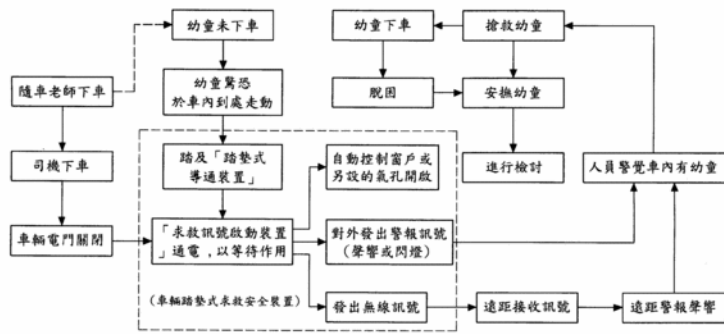 幼童未下車
幼童下車
搶救幼童
隨車老師下車
幼童驚恐
於車內到處走動
脫困
安撫幼童
司機下車
踏及「踏墊式
導通裝置」
自動控制窗戶或
另設的氣孔開啟
進行檢討
人員警覺車內有幼童
車輛電門關閉
「求救訊號啟動裝置
」通電，以等待作用
對外發出警報訊號
(聲響或閃燈)
(車輛踏墊式求救安全裝置)
發出無線訊號
遠距接收訊號
遠距警報聲響